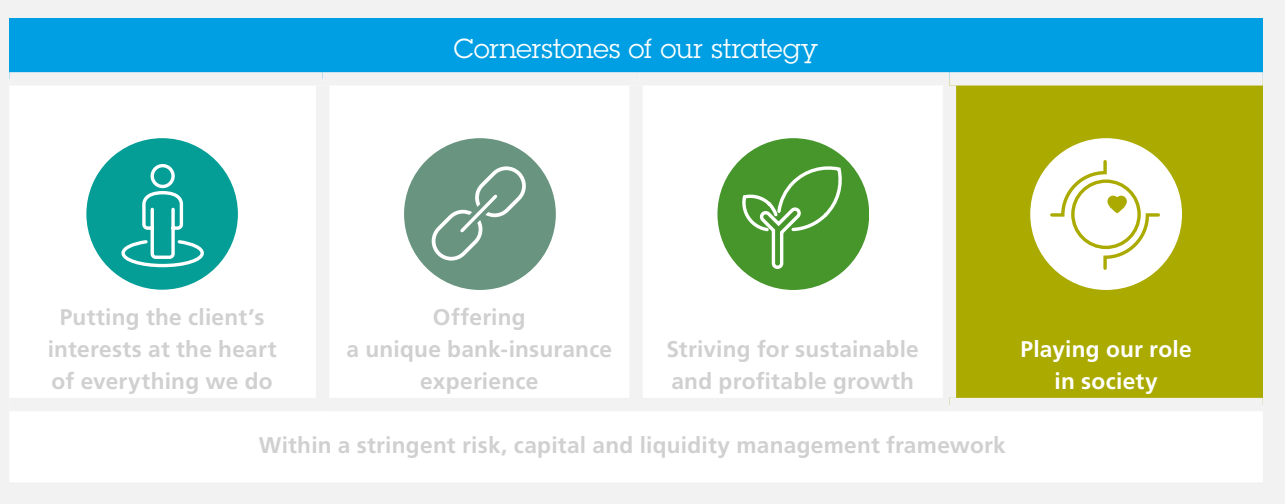 Cornerstones of our strategy
Putting the client’s
interests at the heart
of everything we do
Offering
a unique bank-insurance
experience
Striving for sustainable
and profitable growth
Playing our role
in society
Within a stringent risk, capital and liquidity management framework